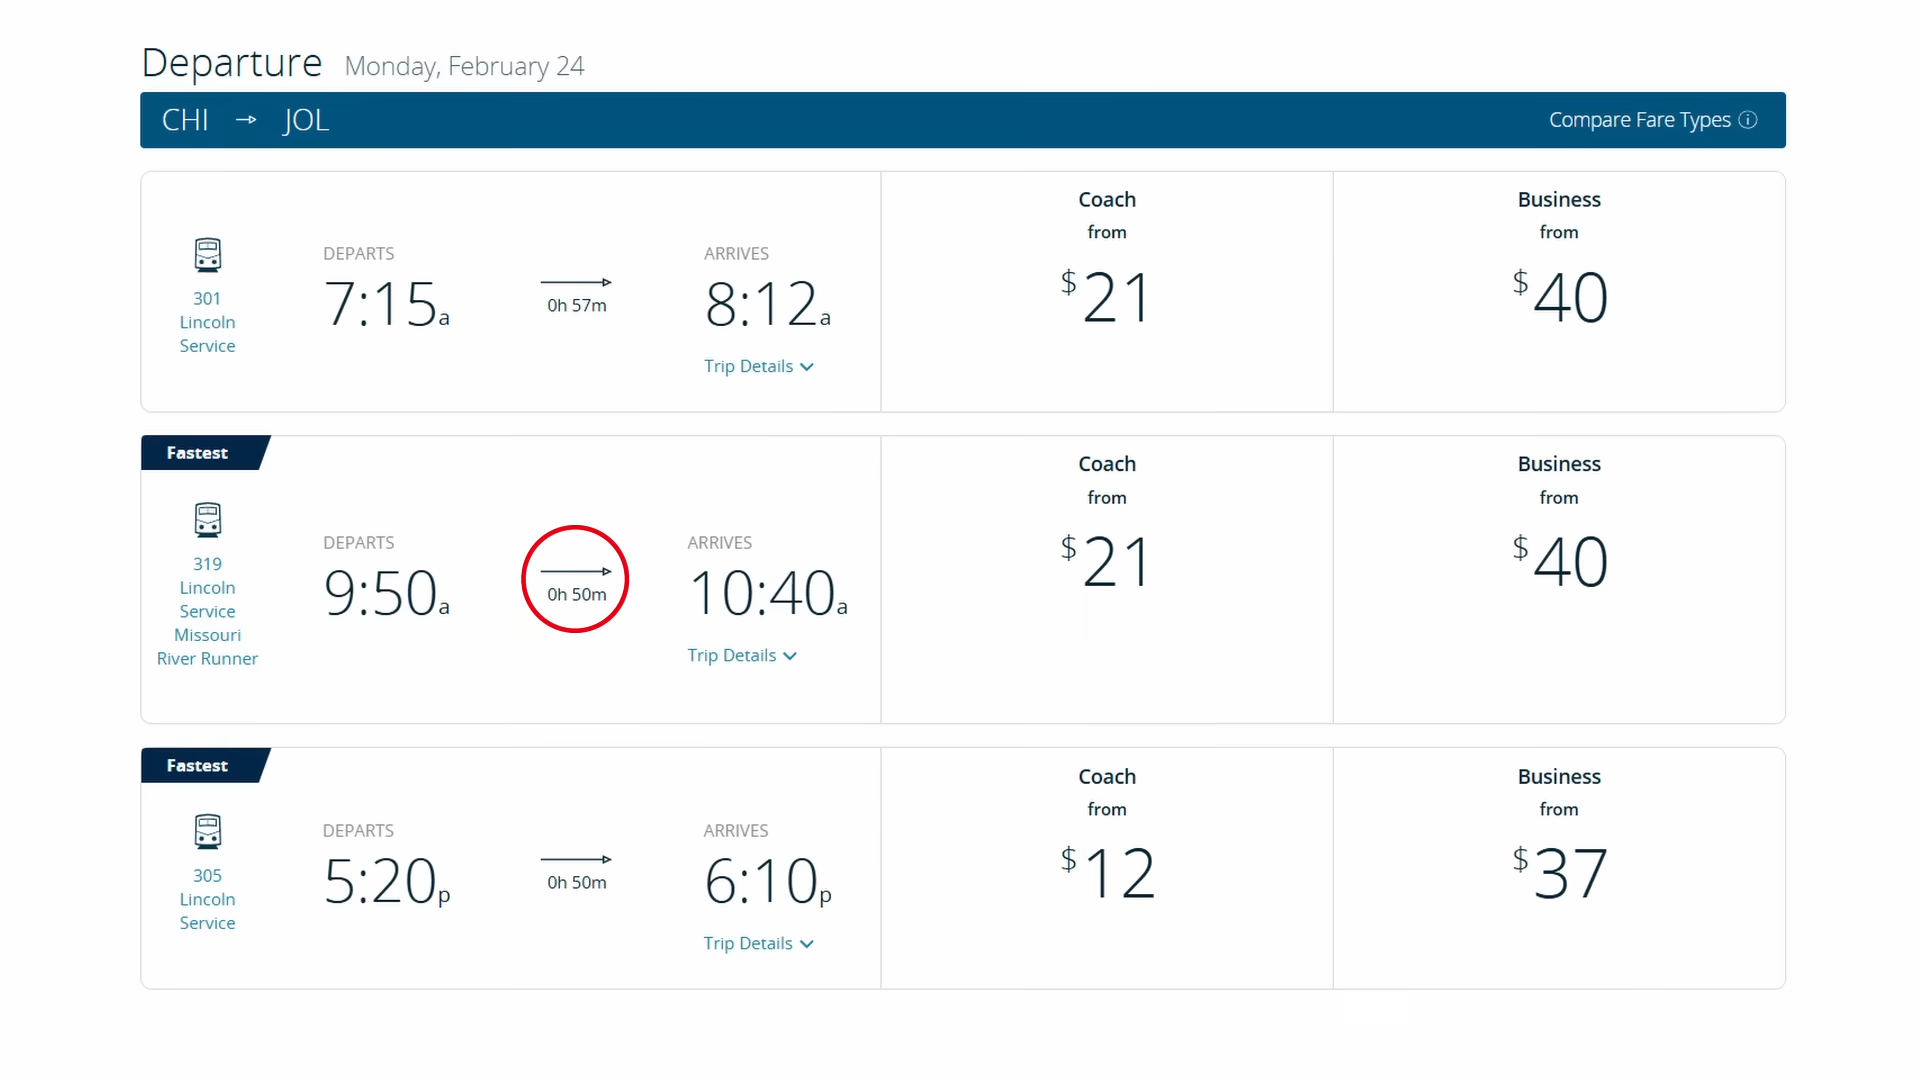 Departure Monday, February 24
CHI → JOL
Compare Fare Types ⓘ
301
Lincoln
Service
DEPARTS
7:15a
0h 57m
ARRIVES
8:12a
Trip Details
Coach
from
$21
Business
from
$40
Fastest
319
Lincoln
Service
Missouri
River Runner
DEPARTS
9:50a
0h 50m
ARRIVES
10:40a
Trip Details
Coach
from
$21
Business
from
$40
Fastest
305
Lincoln
Service
DEPARTS
5:20p
0h 50m
ARRIVES
6:10p
Trip Details
Coach
from
$12
Business
from
$37